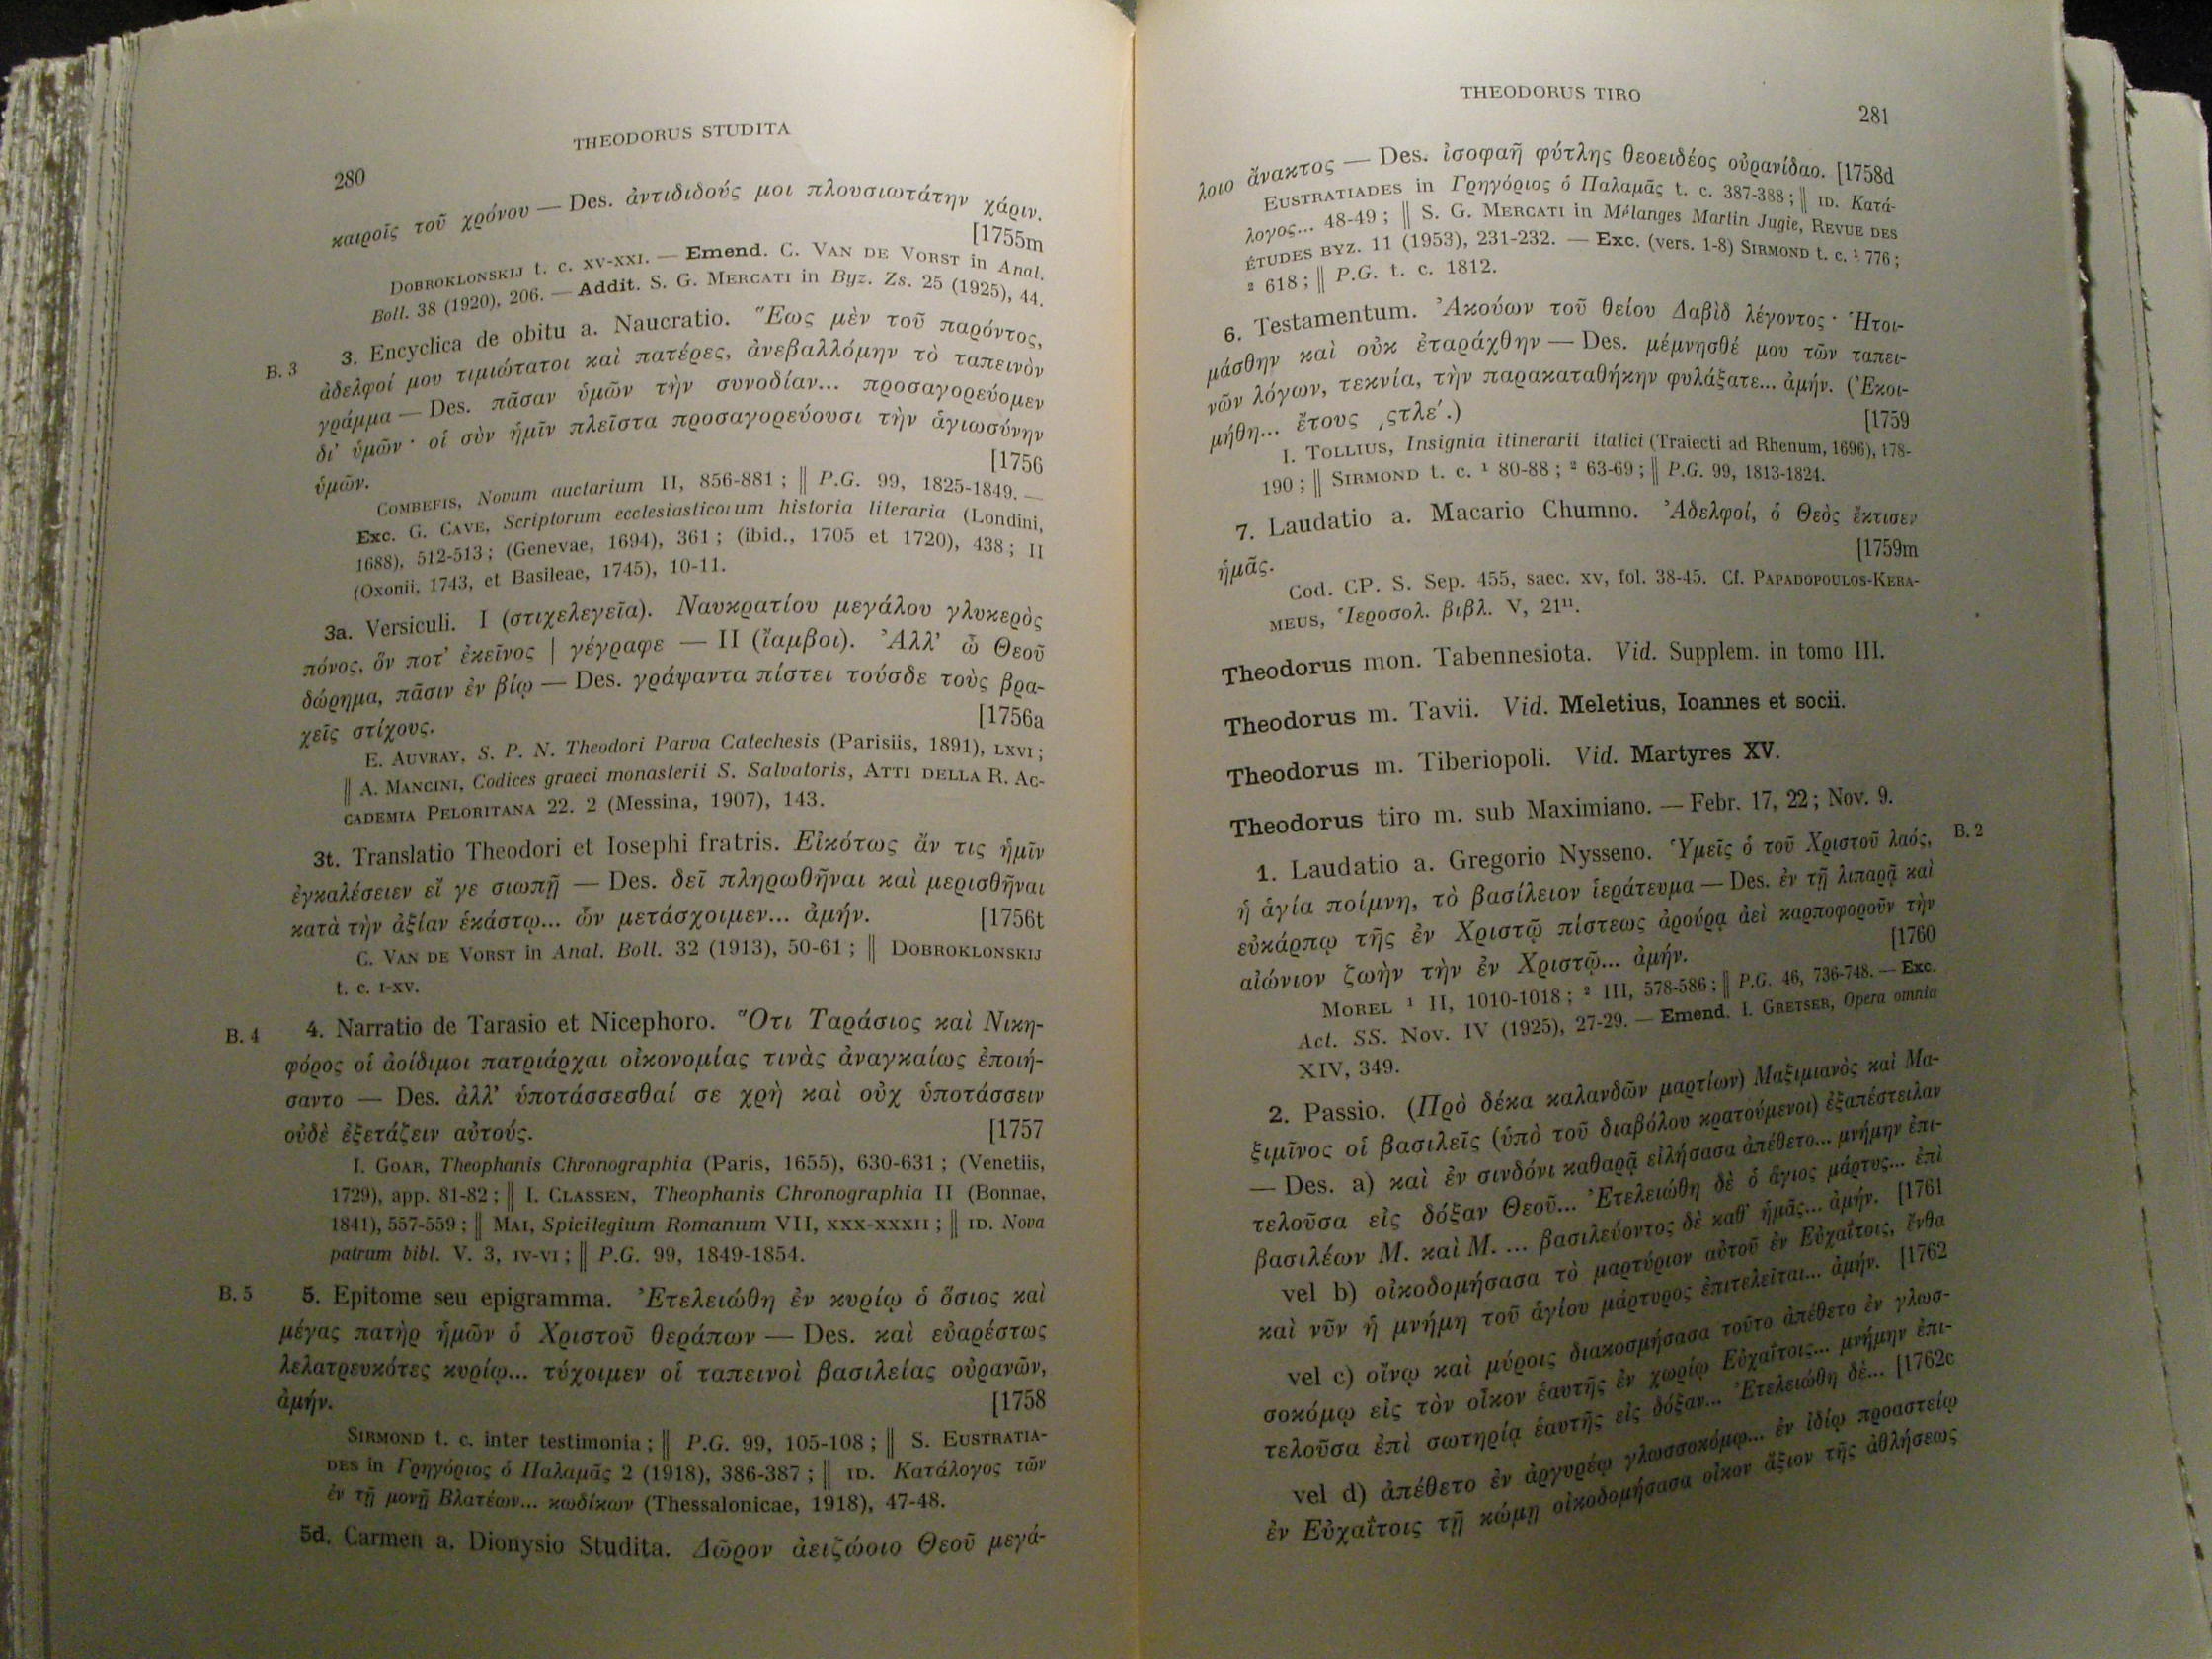 280
THEODORUS STUDITA
καιροῖς τοῦ χρόνου — Des. ἀντιδιδούς μοι πλουσιωτάτην χάριν.
[1755m
DOBROKLONSKIJ t. c. XV-XXI. — Emend. C. VAN DE VORST in Anal.
Boll. 38 (1920), 206. — Addit. S. G. MERCATI in Byz. Zs. 25 (1925), 44.
B. 3
3. Encyclica de obitu a. Naucratio. Ἕως μὲν τοῦ παρόντος,
ἀδελφοί μου τιμιώτατοι καὶ πατέρες, ἀνεβαλλόμην τὸ ταπεινὸν
γράμμα — Des. πᾶσαν ὑμῶν τὴν συνοδίαν... προσαγορεύομεν
δι' ὑμῶν· οἱ σὺν ἡμῖν πλεῖστα προσαγορεύουσι τὴν ἁγιωσύνην
ὑμῶν. [1756
COMBEFIS, Novum auctarium II, 856-881 ; || P.G. 99, 1825-1849. —
Exc. G. CAVE, Scriptorum ecclesiasticorum historia literaria (Londini,
1688), 512-513 ; (Genevae, 1694), 361 ; (ibid., 1705 et 1720), 438 ; II
(Oxonii, 1743, et Basileae, 1745), 10-11.
3a. Versiculi. I (στιχελεγεῖα). Ναυκρατίου μεγάλου γλυκερὸς
πόνος, ὅν ποτ' ἐκεῖνος | γέγραφε — II (ἴαμβοι). Ἀλλ' ὦ Θεοῦ
δώρημα, πᾶσιν ἐν βίῳ — Des. γράψαντα πίστει τούσδε τοὺς βρα-
χεῖς στίχους. [1756a
E. AUVRAY, S. P. N. Theodori Parva Catechesis (Parisiis, 1891), LXVI ;
|| A. MANCINI, Codices graeci monasterii S. Salvatoris, ATTI DELLA R. AC-
CADEMIA PELORITANA 22. 2 (Messina, 1907), 143.
3t. Translatio Theodori et Iosephi fratris. Εἰκότως ἄν τις ἡμῖν
ἐγκαλέσειεν εἴ γε σιωπῇ — Des. δεῖ πληρωθῆναι καὶ μερισθῆναι
κατὰ τὴν ἀξίαν ἑκάστῳ... ὧν μετάσχοιμεν... ἀμήν. [1756t
C. VAN DE VORST in Anal. Boll. 32 (1913), 50-61 ; || DOBROKLONSKIJ
t. c. I-XV.
B. 4
4. Narratio de Tarasio et Nicephoro. Ὅτι Ταράσιος καὶ Νικη-
φόρος οἱ ἀοίδιμοι πατριάρχαι οἰκονομίας τινὰς ἀναγκαίως ἐποιή-
σαντο — Des. ἀλλ' ὑποτάσσεσθαί σε χρὴ καὶ οὐχ ὑποτάσσειν
οὐδὲ ἐξετάζειν αὐτούς. [1757
I. GOAR, Theophanis Chronographia (Paris, 1655), 630-631 ; (Venetiis,
1729), app. 81-82 ; || I. CLASSEN, Theophanis Chronographia II (Bonnae,
1841), 557-559 ; || MAI, Spicilegium Romanum VII, XXX-XXXII ; || ID. Nova
patrum bibl. V. 3, IV-VI ; || P.G. 99, 1849-1854.
B. 5
5. Epitome seu epigramma. Ἐτελειώθη ἐν κυρίῳ ὁ ὅσιος καὶ
μέγας πατὴρ ἡμῶν ὁ Χριστοῦ θεράπων — Des. καὶ εὐαρέστως
λελατρευκότες κυρίῳ... τύχοιμεν οἱ ταπεινοὶ βασιλείας οὐρανῶν,
ἀμήν. [1758
SIRMOND t. c. inter testimonia ; || P.G. 99, 105-108 ; || S. EUSTRATIA-
DES in Γρηγόριος ὁ Παλαμᾶς 2 (1918), 386-387 ; || ID. Κατάλογος τῶν
ἐν τῇ μονῇ Βλατέων... κωδίκων (Thessalonicae, 1918), 47-48.
5d. Carmen a. Dionysio Studita. Δῶρον ἀειζώοιο Θεοῦ μεγά-
THEODORUS TIRO
281
λοιο ἄνακτος — Des. ἰσοφαῆ φύτλης θεοειδέος οὐρανίδαο. [1758d
EUSTRATIADES in Γρηγόριος ὁ Παλαμᾶς t. c. 387-388 ; || ID. Κατά-
λογος... 48-49 ; || S. G. MERCATI in Mélanges Martin Jugie, REVUE DES
ÉTUDES BYZ. 11 (1953), 231-232. — Exc. (vers. 1-8) SIRMOND t. c. ¹ 776 ;
² 618 ; || P.G. t. c. 1812.
6. Testamentum. Ἀκούων τοῦ θείου Δαβὶδ λέγοντος· Ἡτοι-
μάσθην καὶ οὐκ ἐταράχθην — Des. μέμνησθέ μου τῶν ταπει-
νῶν λόγων, τεκνία, τὴν παρακαταθήκην φυλάξατε... ἀμήν. (Ἐκοι-
μήθη... ἔτους ͵ςτλε΄.) [1759
I. TOLLIUS, Insignia itinerarii italici (Traiecti ad Rhenum, 1696), 178-
190 ; || SIRMOND t. c. ¹ 80-88 ; ² 63-69 ; || P.G. 99, 1813-1824.
7. Laudatio a. Macario Chumno. Ἀδελφοί, ὁ Θεὸς ἔκτισεν
ἡμᾶς. [1759m
Cod. CP. S. Sep. 455, saec. XV, fol. 38-45. Cf. PAPADOPOULOS-KERA-
MEUS, Ἱεροσολ. βιβλ. V, 21¹¹.
Theodorus mon. Tabennesiota. Vid. Supplem. in tomo III.
Theodorus m. Tavii. Vid. Meletius, Ioannes et socii.
Theodorus m. Tiberiopoli. Vid. Martyres XV.
Theodorus tiro m. sub Maximiano. — Febr. 17, 22 ; Nov. 9.
B. 2
1. Laudatio a. Gregorio Nysseno. Ὑμεῖς ὁ τοῦ Χριστοῦ λαός,
ἡ ἁγία ποίμνη, τὸ βασίλειον ἱεράτευμα — Des. ἐν τῇ λιπαρᾷ καὶ
εὐκάρπῳ τῆς ἐν Χριστῷ πίστεως ἀρούρᾳ ἀεὶ καρποφοροῦν τὴν
αἰώνιον ζωὴν τὴν ἐν Χριστῷ... ἀμήν. [1760
MOREL ¹ II, 1010-1018 ; ² III, 578-586 ; || P.G. 46, 736-748. — Exc.
Act. SS. Nov. IV (1925), 27-29. — Emend. I. GRETSER, Opera omnia
XIV, 349.
2. Passio. (Πρὸ δέκα καλανδῶν μαρτίων) Μαξιμιανὸς καὶ Μα-
ξιμῖνος οἱ βασιλεῖς (ὑπὸ τοῦ διαβόλου κρατούμενοι) ἐξαπέστειλαν
— Des. a) καὶ ἐν σινδόνι καθαρᾷ εἰλήσασα ἀπέθετο... μνήμην ἐπι-
τελοῦσα εἰς δόξαν Θεοῦ... Ἐτελειώθη δὲ ὁ ἅγιος μάρτυς... ἐπὶ
βασιλέων Μ. καὶ Μ. ... βασιλεύοντος δὲ καθ' ἡμᾶς... ἀμήν. [1761
vel b) οἰκοδομήσασα τὸ μαρτύριον αὐτοῦ ἐν Εὐχαΐτοις, ἔνθα
καὶ νῦν ἡ μνήμη τοῦ ἁγίου μάρτυρος ἐπιτελεῖται... ἀμήν. [1762
vel c) οἴνῳ καὶ μύροις διακοσμήσασα τοῦτο ἀπέθετο ἐν γλωσ-
σοκόμῳ εἰς τὸν οἶκον ἑαυτῆς ἐν χωρίῳ Εὐχαΐτοις... μνήμην ἐπι-
τελοῦσα ἐπὶ σωτηρίᾳ ἑαυτῆς εἰς δόξαν... Ἐτελειώθη δὲ... [1762c
vel d) ἀπέθετο ἐν ἀργυρέῳ γλωσσοκόμῳ... ἐν ἰδίῳ προαστείῳ
ἐν Εὐχαΐτοις τῇ κώμῃ οἰκοδομήσασα οἶκον ἄξιον τῆς ἀθλήσεως